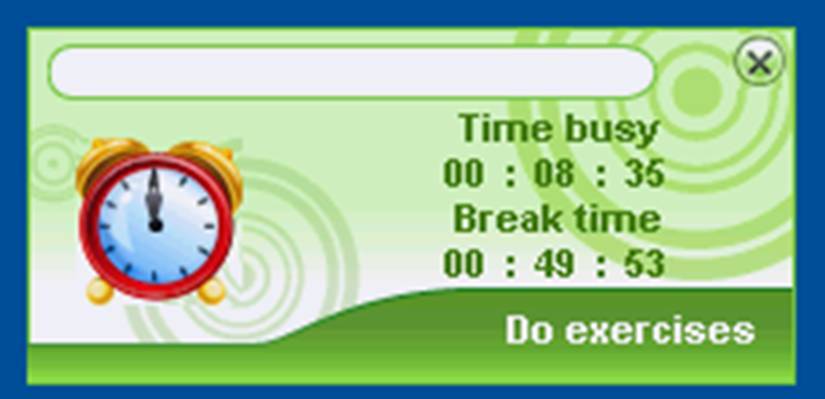 Time busy
00 : 08 : 35
Break time
00 : 49 : 53
Do exercises